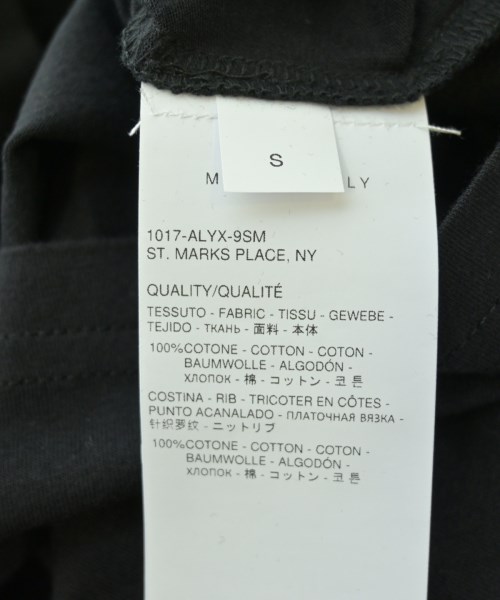 S
M LY
1017-ALYX-9SM
ST. MARKS PLACE, NY
QUALITY/QUALITÉ
TESSUTO - FABRIC - TISSU - GEWEBE -
TEJIDO - ткань - 面料 - 本体
100%COTONE - COTTON - COTON -
BAUMWOLLE - ALGODÓN -
хлопок - 棉 - コットン - 코 튼
COSTINA - RIB - TRICOTER EN CÔTES -
PUNTO ACANALADO - ПЛАТОЧНАЯ ВЯЗКА -
针织罗纹 - ニットリブ
100%COTONE - COTTON - COTON -
BAUMWOLLE - ALGODÓN -
хлопок - 棉 - コットン - 코 튼